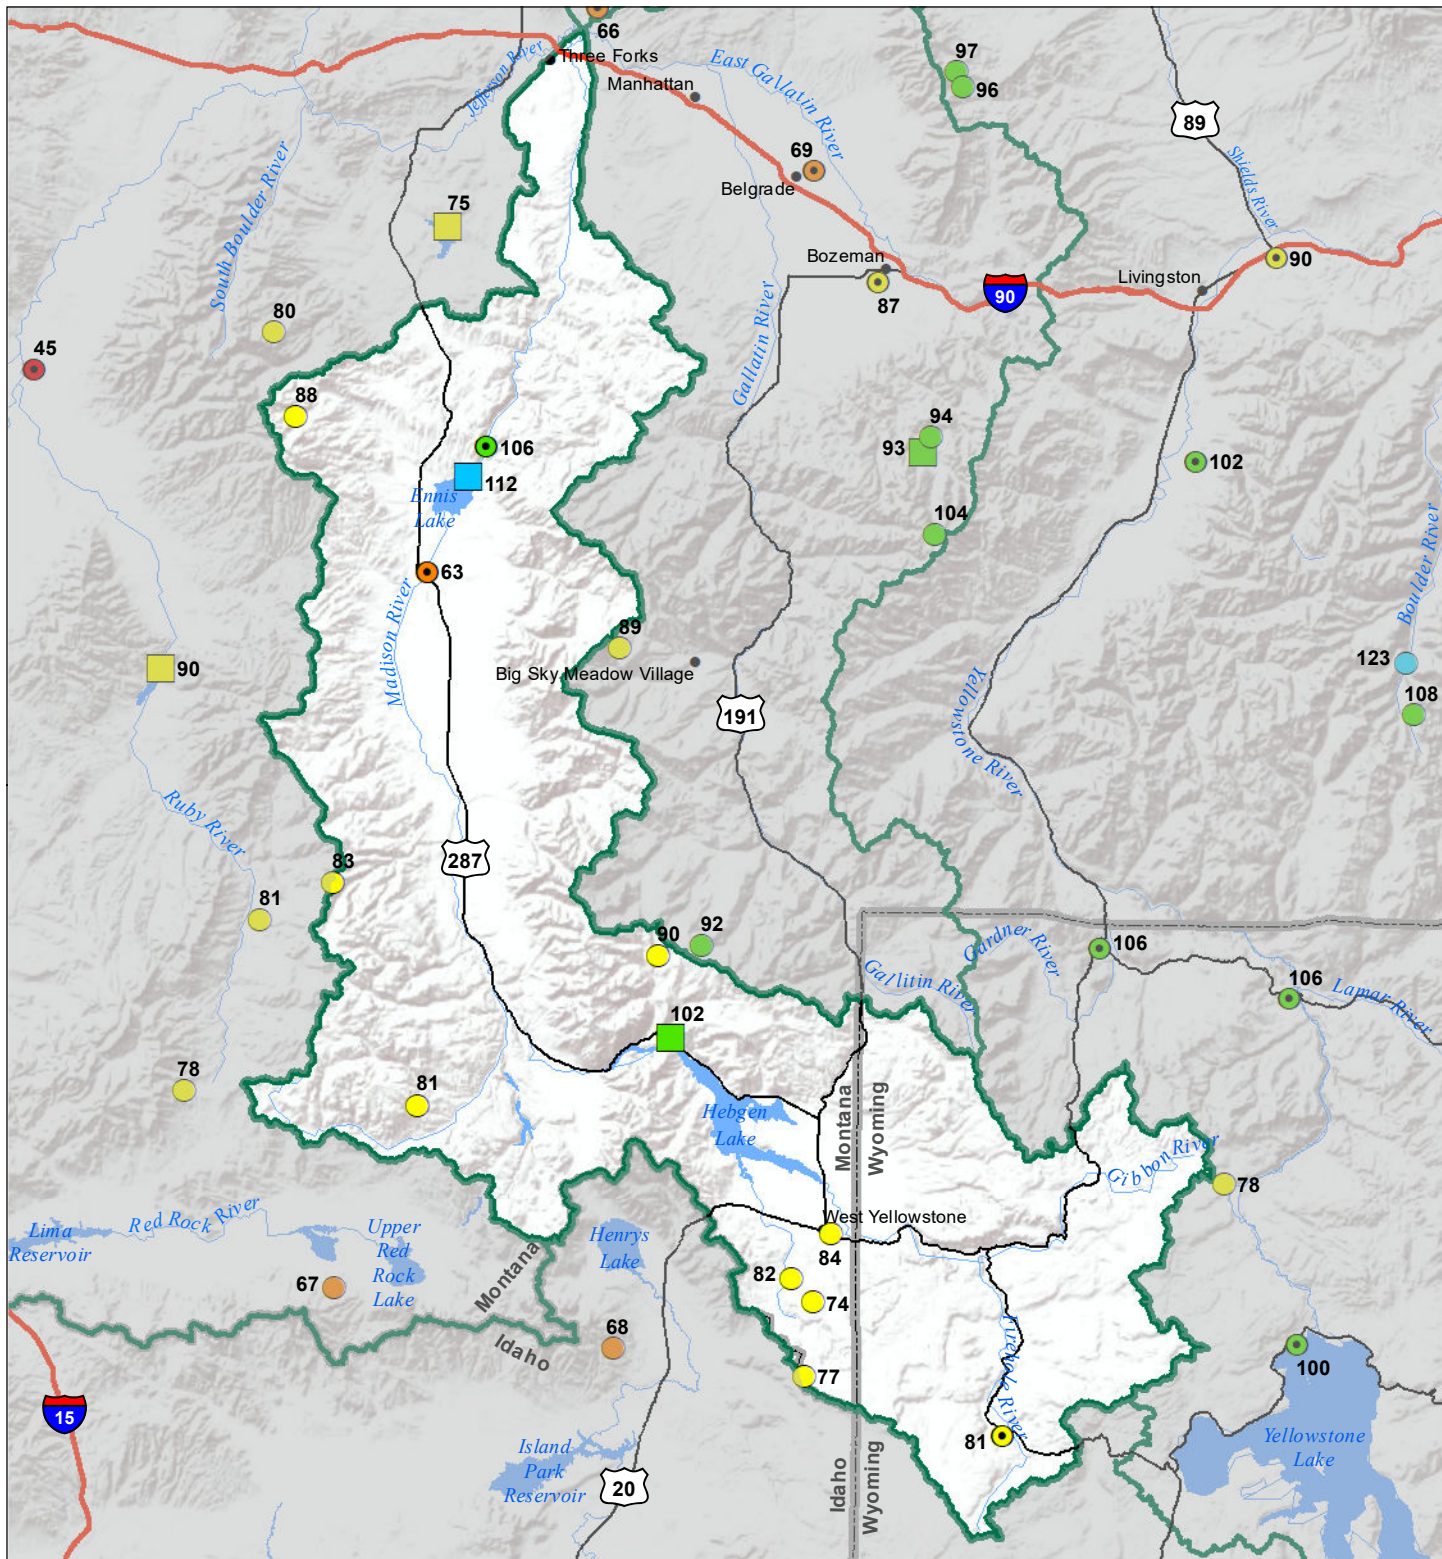 66
Three Forks
Jefferson River
Manhattan
East Gallatin River
97
96
89
Shields River
69
Belgrade
South Boulder River
75
Bozeman
87
90
Livingston
90
Gallatin River
80
45
88
106
112
Ennis
Lake
94
93
102
104
Boulder River
63
Madison River
89
Big Sky Meadow Village
90
123
108
191
Yellowstone River
Ruby River
287
83
81
90
92
Gallitin River
Gardner River
106
106
Lamar River
102
78
81
Hebgen
Lake
Montana
Wyoming
Gibbon River
78
Lima
Reservoir
Red Rock River
Upper
Red
Rock
Lake
Henrys
Lake
West Yellowstone
84
82
74
67
Montana
Idaho
68
77
Firehole River
100
15
81
Yellowstone
Lake
Island
Park
Reservoir
20
Idaho
Wyoming